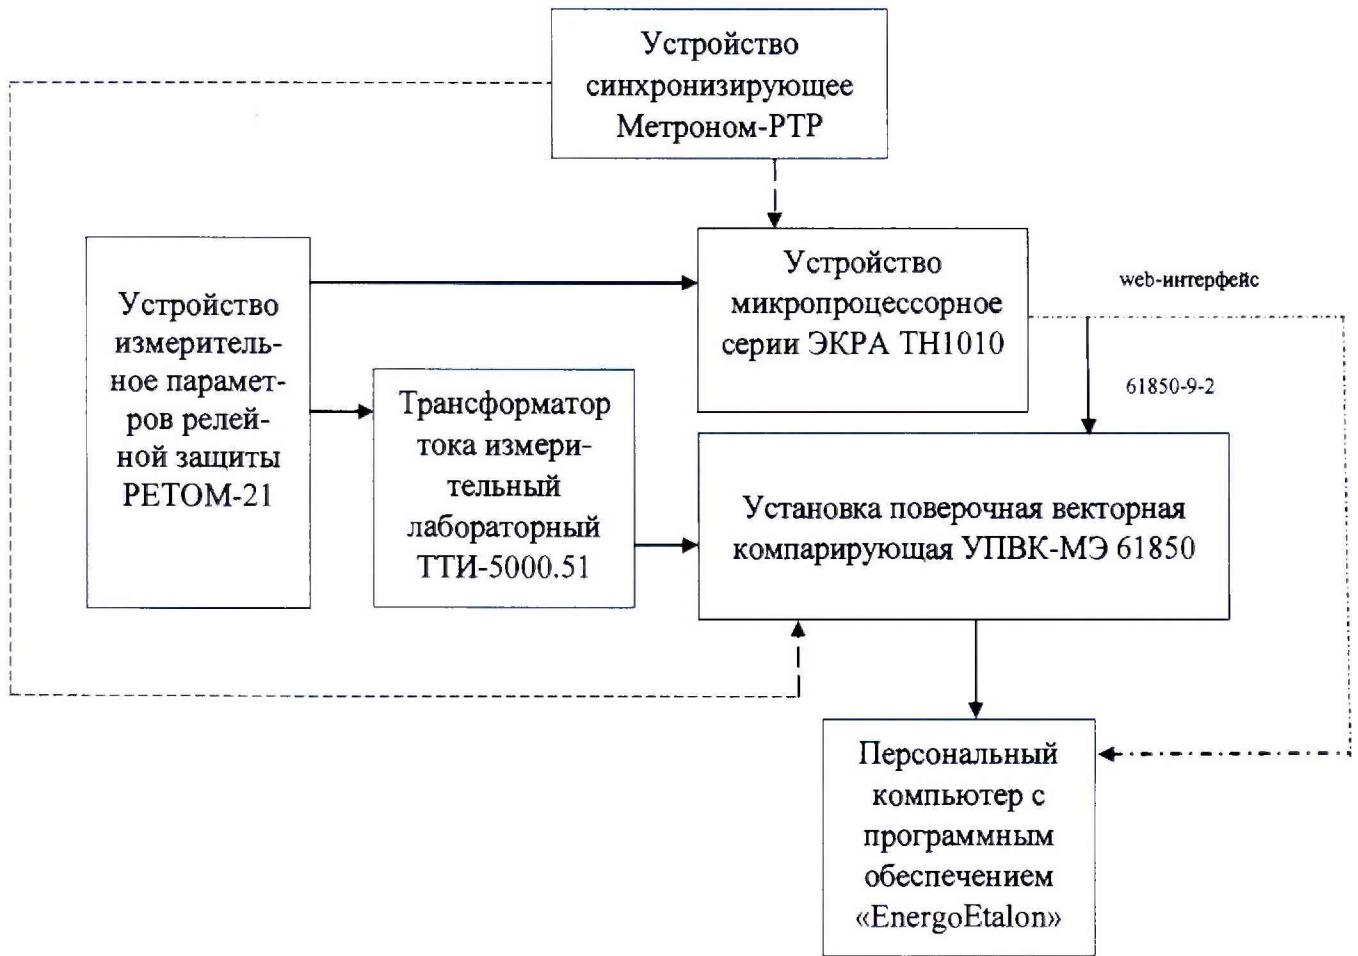 Устройство
синхронизирующее
Метроном-PTP
Устройство
измеритель-
ное парамет-
ров релей-
ной защиты
РЕТОМ-21
Устройство
микропроцессорное
серии ЭКРА ТН1010
web-интерфейс
61850-9-2
Трансформатор
тока измери-
тельный
лабораторный
ТТИ-5000.51
Установка поверочная векторная
компарирующая УПВК-МЭ 61850
Персональный
компьютер с
программным
обеспечением
«EnergoEtalon»